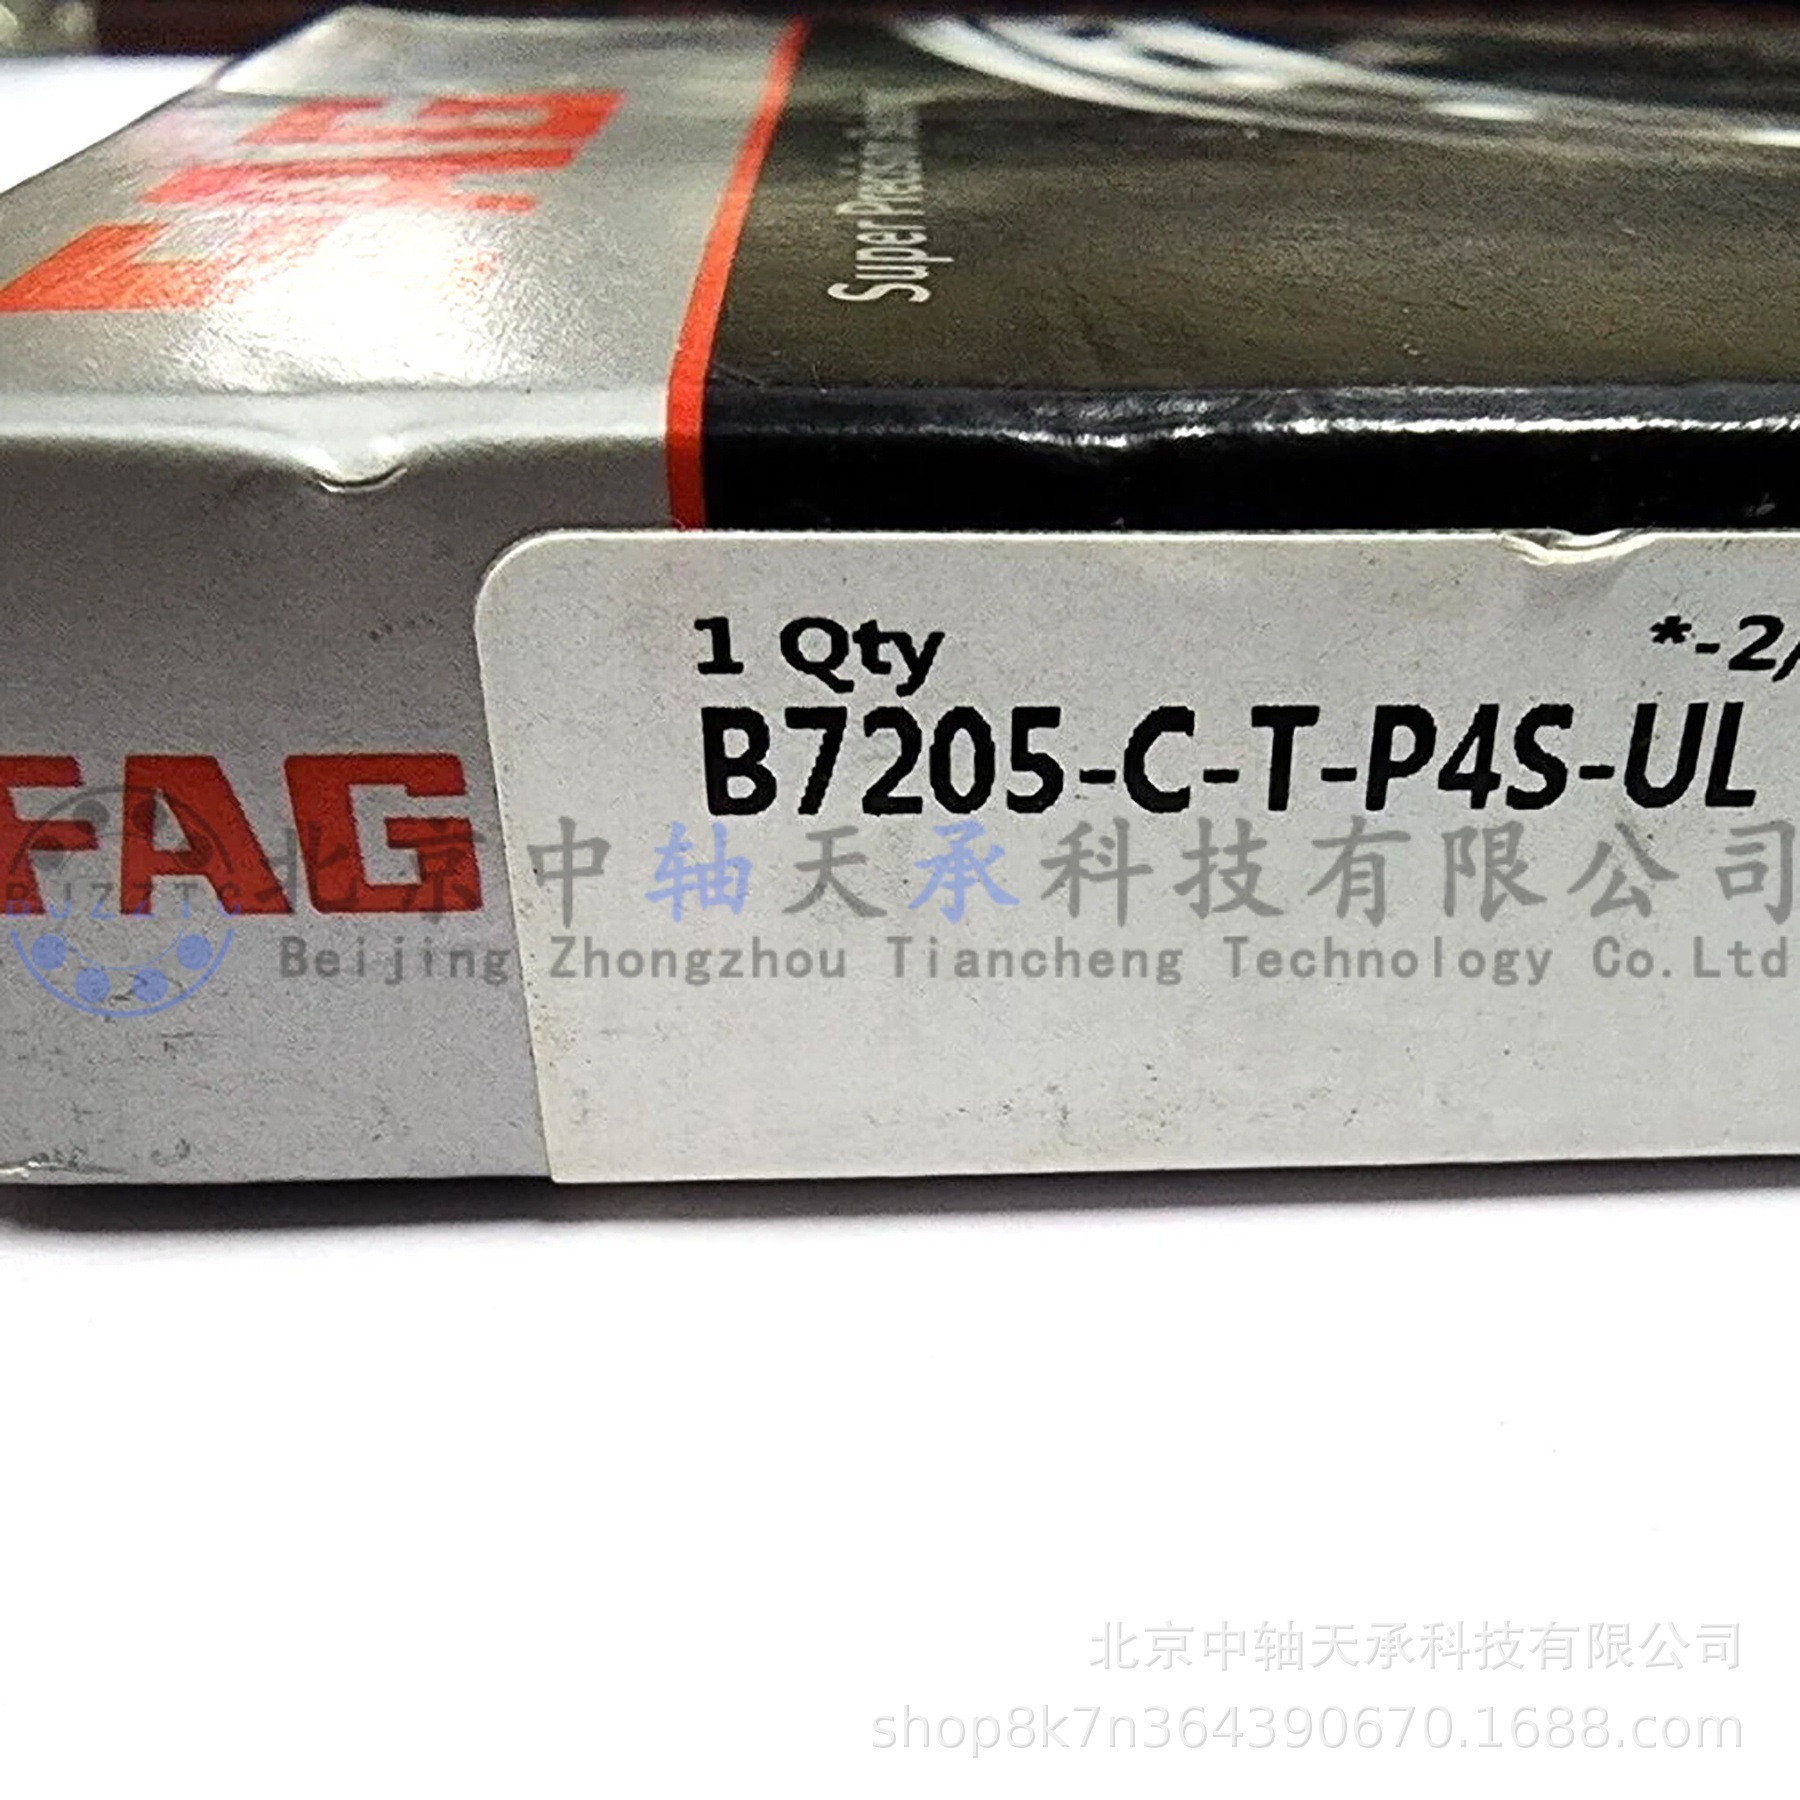 FAG
Super Precision
1 Qty
*-2/
B7205-C-T-P4S-UL
FAG
BJZZTC
北京中轴天承科技有限公司
Beijing Zhongzhou Tiancheng Technology Co.Ltd
北京中轴天承科技有限公司
shop8k7n364390670.1688.com